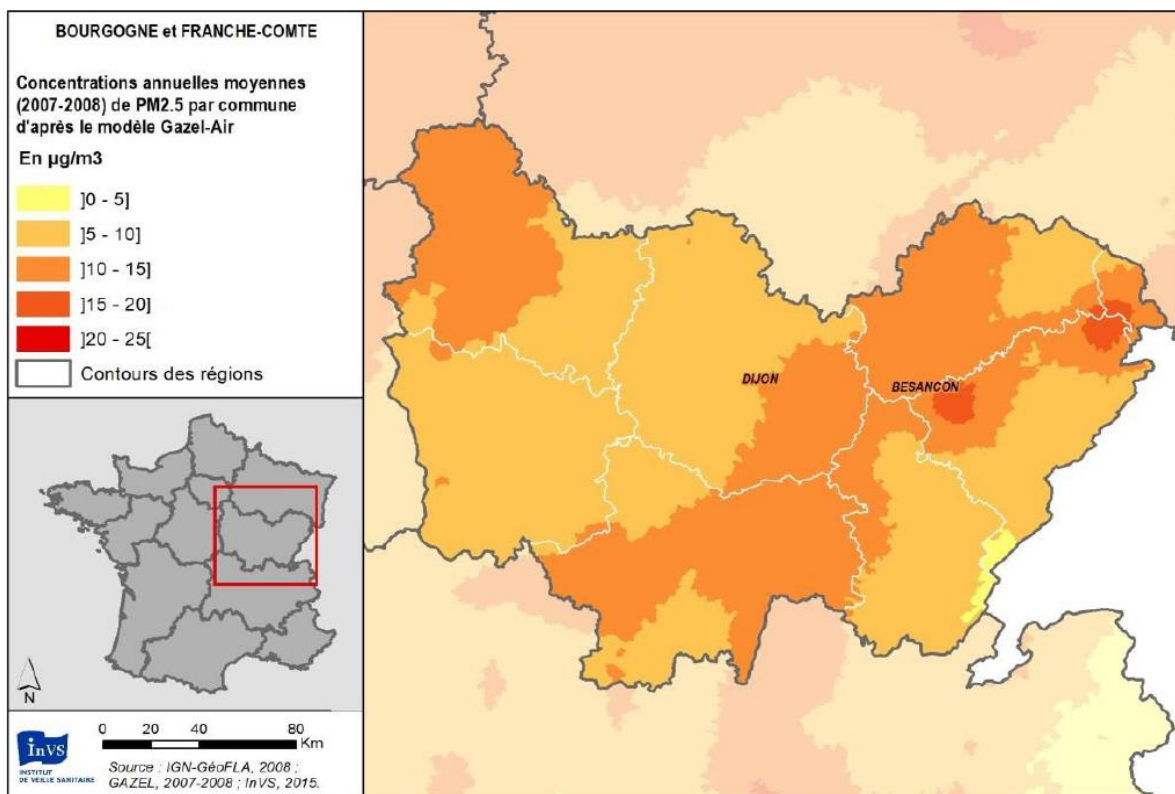 BOURGOGNE et FRANCHE-COMTE
Concentrations annuelles moyennes
(2007-2008) de PM2.5 par commune
d'après le modèle Gazel-Air
En µg/m3
]0 - 5]
]5 - 10]
]10 - 15]
]15 - 20]
]20 - 25[
Contours des régions
DIJON
BESANCON
N
0 20 40 80
Km
InVS
INSTITUT
DE VEILLE SANITAIRE
Source : IGN-GéoFLA, 2008 ;
GAZEL, 2007-2008 ; InVS, 2015.